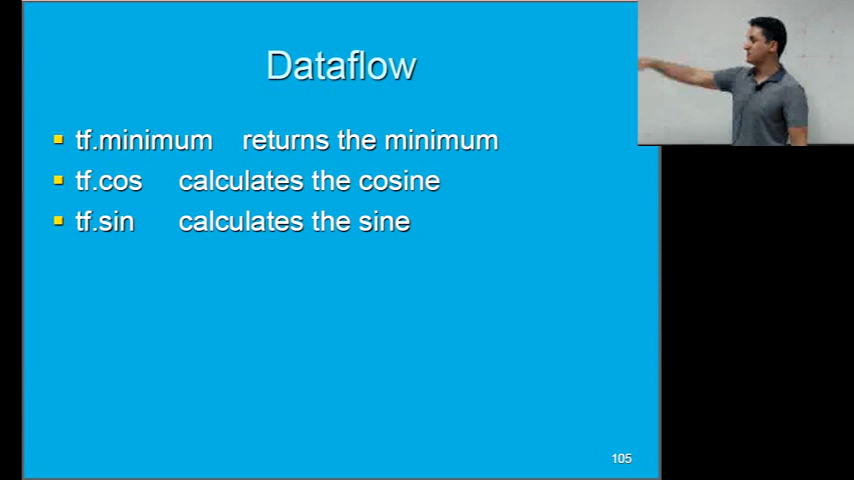 Dataflow
tf.minimum returns the minimum
tf.cos calculates the cosine
tf.sin calculates the sine
105